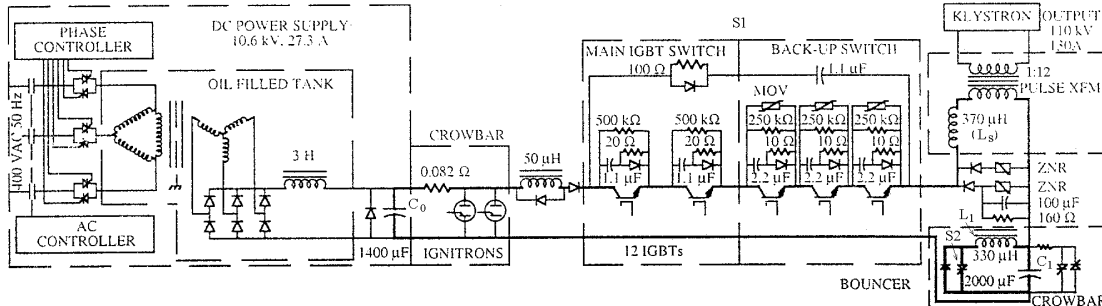 PHASE
CONTROLLER
400 VAC 50 Hz
AC CONTROLLER
DC POWER SUPPLY
10.6 kV, 27.3 A
OIL FILLED TANK
3 H
C0
1400 µF
CROWBAR
0.082 Ω
IGNITRONS
50 µH
S1
MAIN IGBT SWITCH
100 Ω
500 kΩ
20 Ω
1.1 µF
500 kΩ
20 Ω
1.1 µF
12 IGBTs
BACK-UP SWITCH
1.1 µF
MOV
250 kΩ
10 Ω
2.2 µF
250 kΩ
10 Ω
2.2 µF
250 kΩ
10 Ω
2.2 µF
KLYSTRON
OUTPUT
110 kV
130A
1:12
PULSE XFM
370 µH
(Ls)
ZNR
ZNR
100 µF
160 Ω
L1
S2
330 µH
C1
2000 µF
BOUNCER
CROWBAR